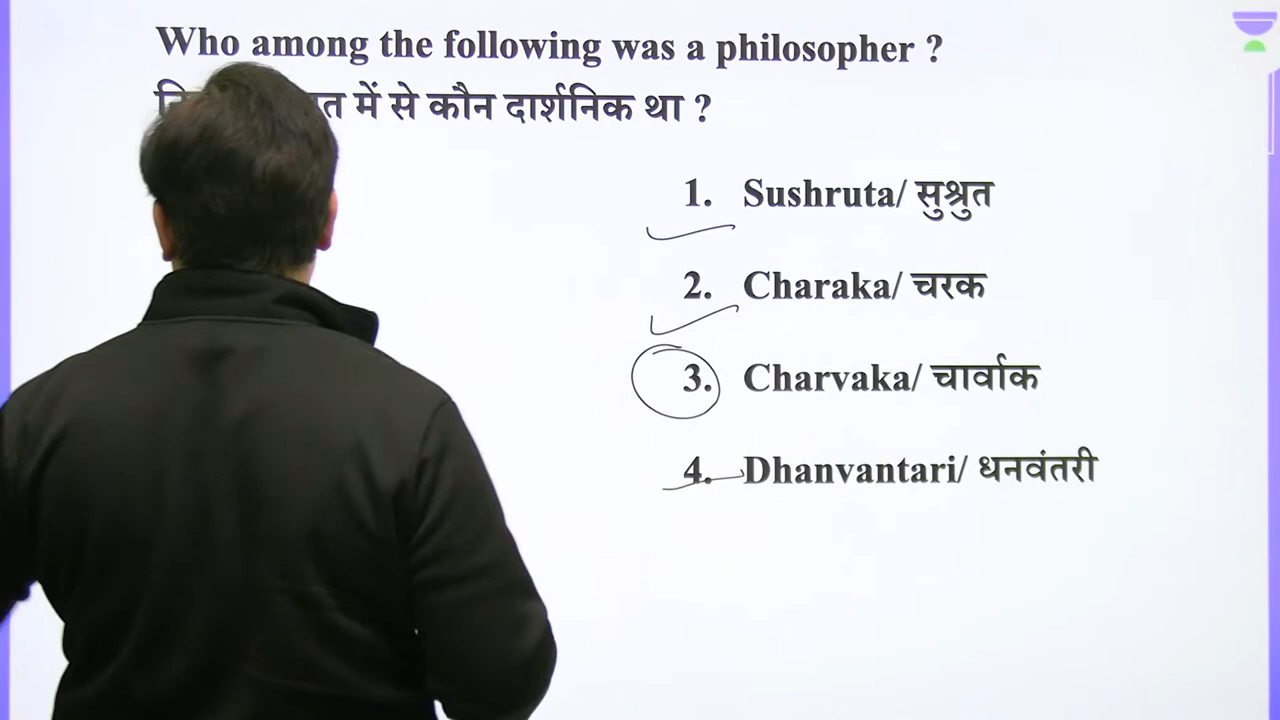 Who among the following was a philosopher ?
में से कौन दार्शनिक था ?
1. Sushruta/ सुश्रुत
2. Charaka/ चरक
3. Charvaka/ चार्वाक
4. Dhanvantari/ धनवंतरी